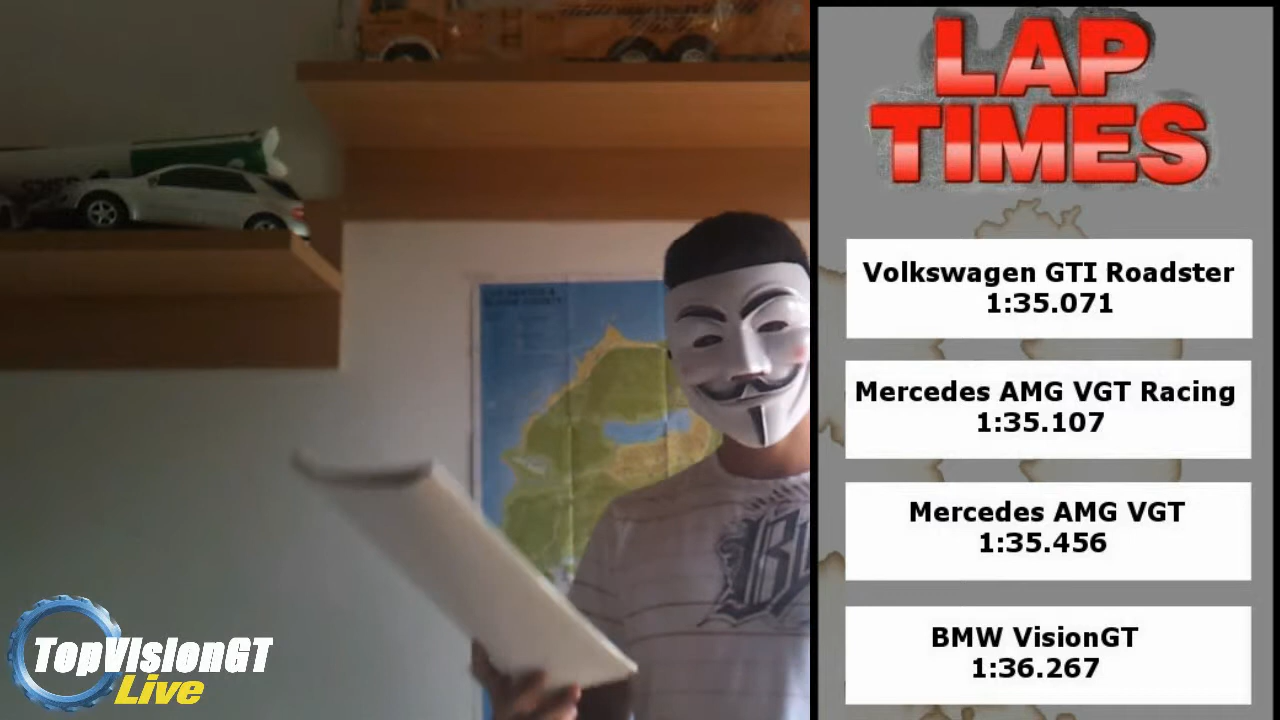 LAP
TIMES
Volkswagen GTI Roadster
1:35.071
Mercedes AMG VGT Racing
1:35.107
Mercedes AMG VGT
1:35.456
BMW VisionGT
1:36.267
TopVisionGT
Live